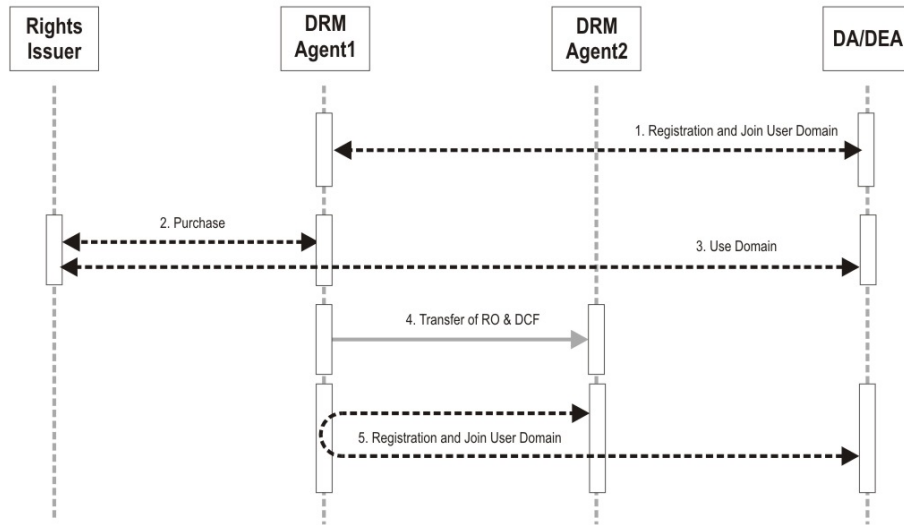 Rights
Issuer
DRM
Agent1
DRM
Agent2
DA/DEA
1. Registration and Join User Domain
2. Purchase
3. Use Domain
4. Transfer of RO & DCF
5. Registration and Join User Domain